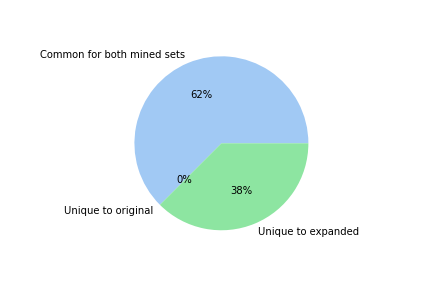 Common for both mined sets
62%
0%
38%
Unique to original
Unique to expanded